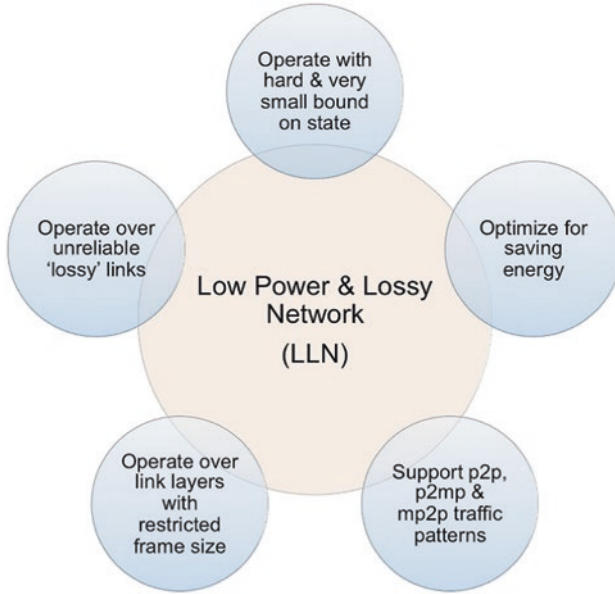 Operate with
hard & very
small bound
on state
Operate over
unreliable
‘lossy’ links
Optimize for
saving
energy
Low Power & Lossy
Network
(LLN)
Operate over
link layers
with
restricted
frame size
Support p2p,
p2mp &
mp2p traffic
patterns